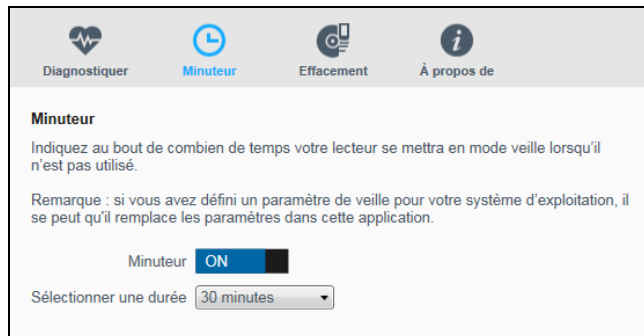 Diagnostiquer
Minuteur
Effacement
À propos de
Minuteur
Indiquez au bout de combien de temps votre lecteur se mettra en mode veille lorsqu'il
n'est pas utilisé.
Remarque : si vous avez défini un paramètre de veille pour votre système d'exploitation, il
se peut qu'il remplace les paramètres dans cette application.
Minuteur ON
Sélectionner une durée 30 minutes